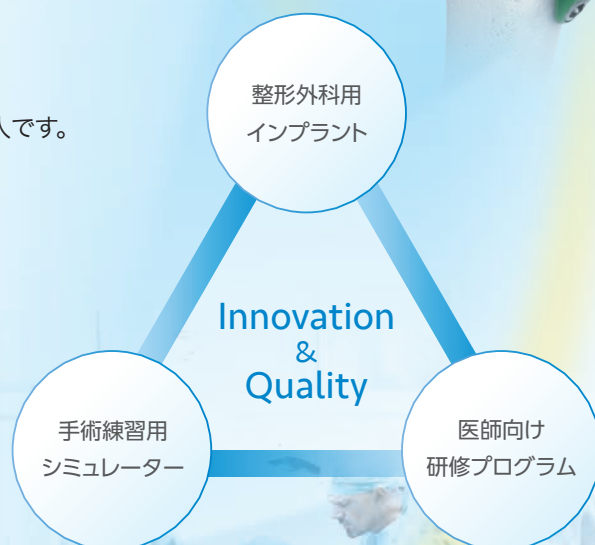 整形外科用
インプラント
人です。
Innovation
&
Quality
手術練習用
シミュレーター
医師向け
研修プログラム